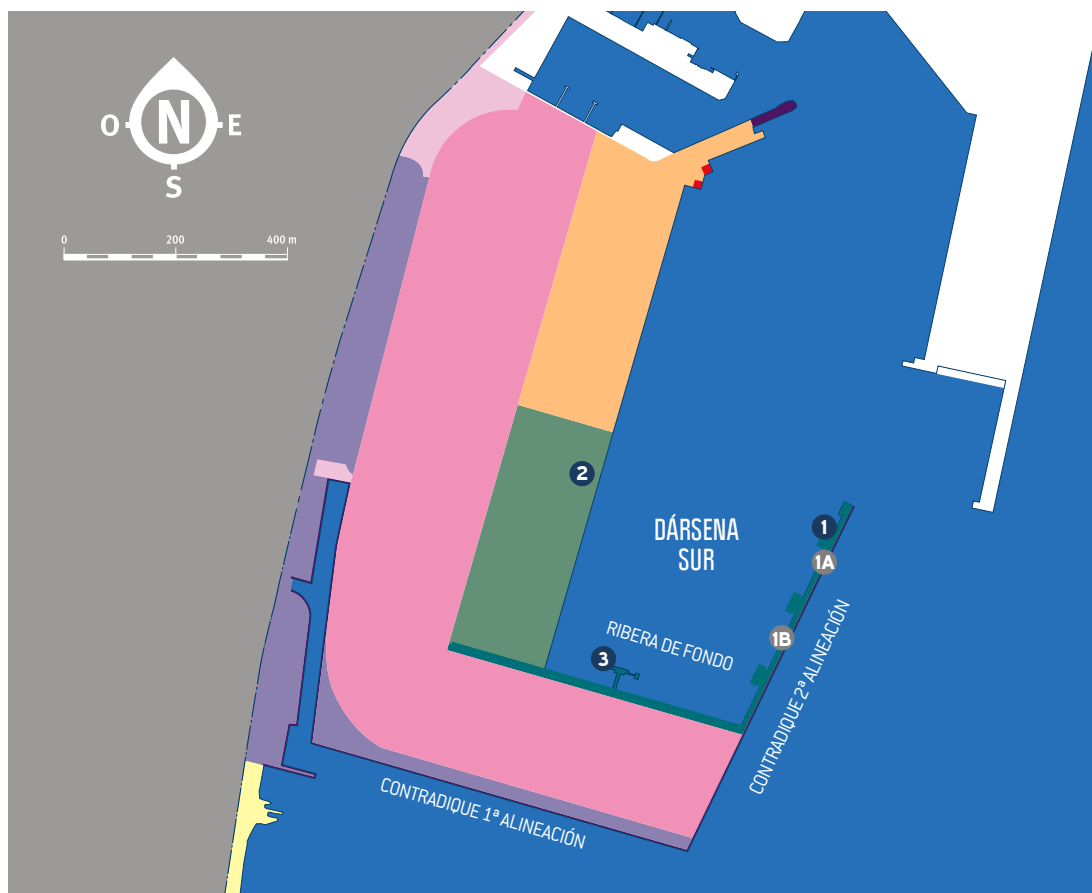 N
O
E
S
0
200
400 m
2
DÁRSENA
SUR
1
1A
1B
RIBERA DE FONDO
3
CONTRADIQUE 2ª ALINEACIÓN
CONTRADIQUE 1ª ALINEACIÓN